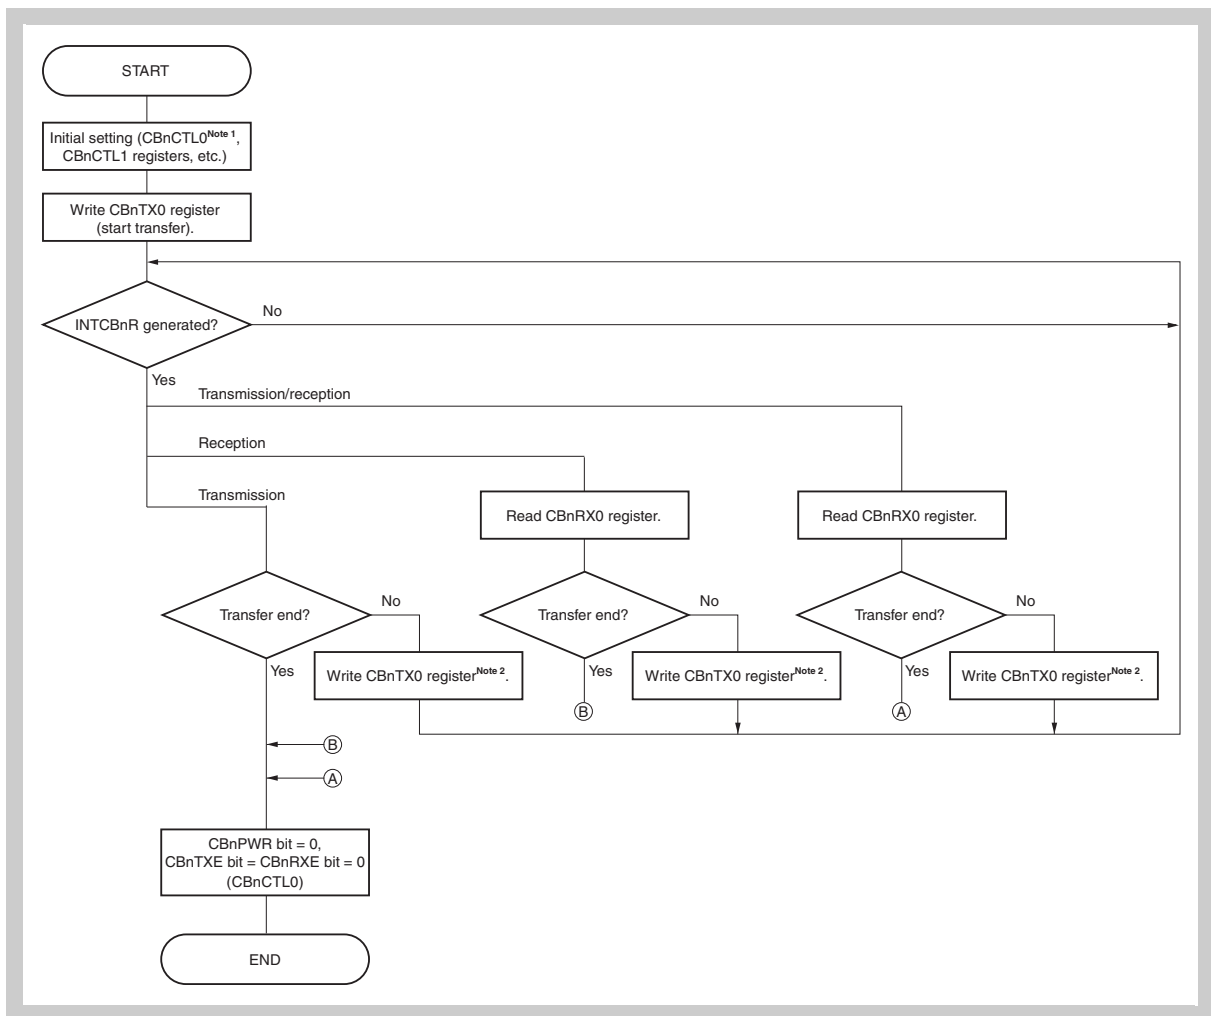 START
Initial setting (CBnCTL0Note 1,
CBnCTL1 registers, etc.)
Write CBnTX0 register
(start transfer).
INTCBnR generated?
No
Yes
Transmission/reception
Reception
Transmission
Read CBnRX0 register.
Read CBnRX0 register.
Transfer end?
No
Transfer end?
No
Transfer end?
No
Yes
Write CBnTX0 registerNote 2.
Yes
Write CBnTX0 registerNote 2.
Yes
Write CBnTX0 registerNote 2.
B
A
B
A
CBnPWR bit = 0,
CBnTXE bit = CBnRXE bit = 0
(CBnCTL0)
END